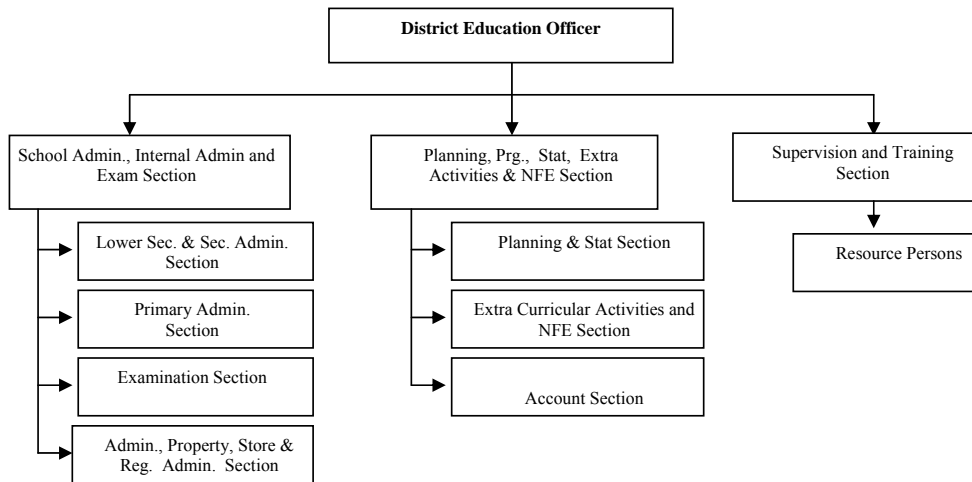 District Education Officer
School Admin., Internal Admin and
Exam Section
Planning, Prg., Stat, Extra
Activities & NFE Section
Supervision and Training
Section
Lower Sec. & Sec. Admin.
Section
Primary Admin.
Section
Examination Section
Admin., Property, Store &
Reg. Admin. Section
Planning & Stat Section
Extra Curricular Activities and
NFE Section
Account Section
Resource Persons